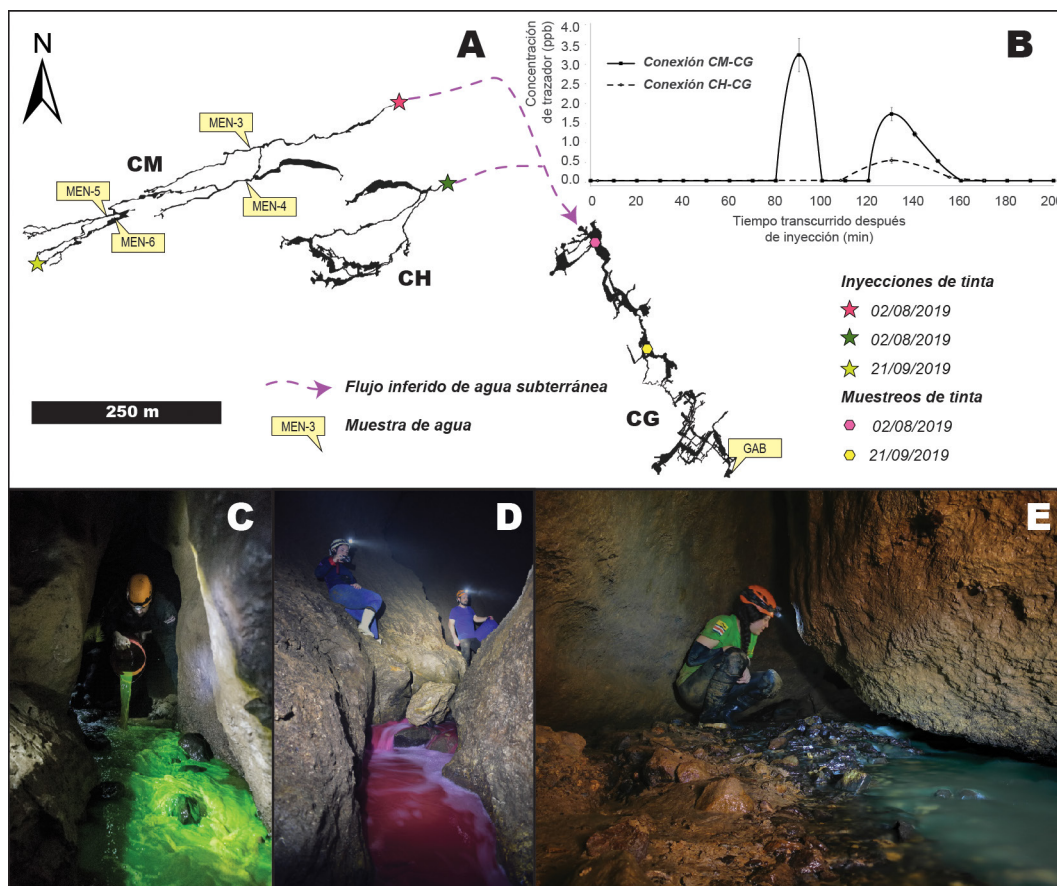 N
A
MEN-3
CM
MEN-5
MEN-4
MEN-6
CH
250 m
Flujo inferido de agua subterránea
MEN-3
Muestra de agua
CG
GAB
B
Concentración
de trazador (ppb)
4.0
3.5
3.0
2.5
2.0
1.5
1.0
0.5
0.0
Conexión CM-CG
Conexión CH-CG
0 20 40 60 80 100 120 140 160 180 200
Tiempo transcurrido después
de inyección (min)
Inyecciones de tinta
02/08/2019
02/08/2019
21/09/2019
Muestreos de tinta
02/08/2019
21/09/2019
C
D
E